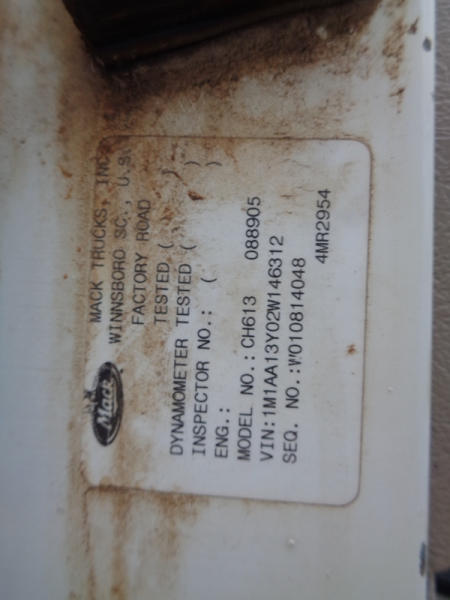 Mack
MACK TRUCKS, INC
WINNSBORO SC., U.S.
FACTORY ROAD
TESTED ( )
DYNAMOMETER TESTED ( )
INSPECTOR NO.: ( )
ENG.:
MODEL NO.: CH613 088905
VIN:1M1AA13Y02W146312
SEQ. NO.:W010814048
4MR2954